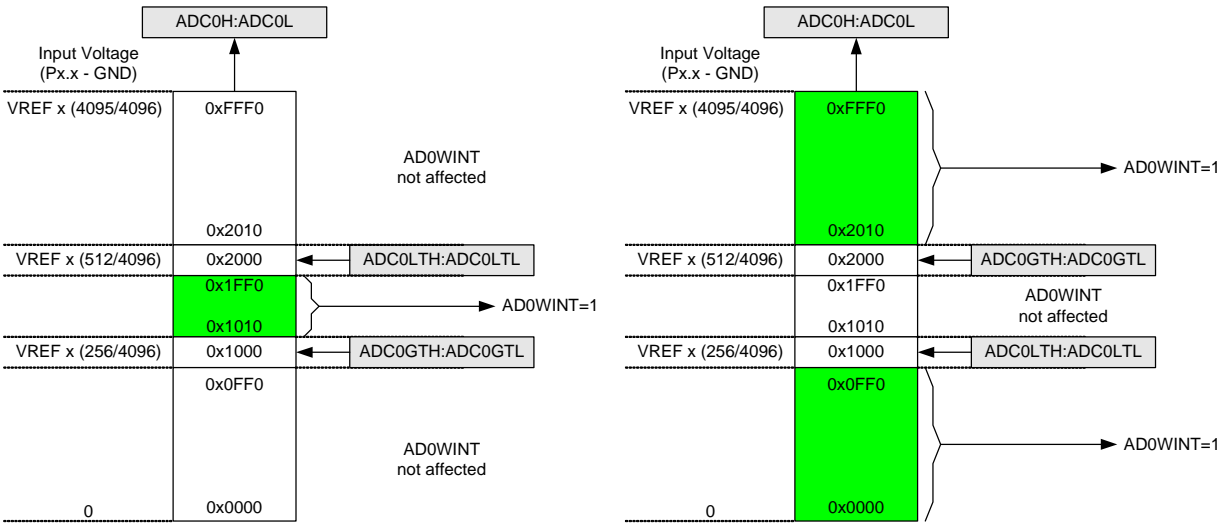 ADC0H:ADC0L
Input Voltage
(Px.x - GND)
VREF x (4095/4096)
0xFFF0
AD0WINT
not affected
0x2010
VREF x (512/4096)
0x2000
ADC0LTH:ADC0LTL
0x1FF0
AD0WINT=1
0x1010
VREF x (256/4096)
0x1000
ADC0GTH:ADC0GTL
0x0FF0
AD0WINT
not affected
0
0x0000
ADC0H:ADC0L
Input Voltage
(Px.x - GND)
VREF x (4095/4096)
0xFFF0
AD0WINT=1
0x2010
VREF x (512/4096)
0x2000
ADC0GTH:ADC0GTL
0x1FF0
AD0WINT
not affected
0x1010
VREF x (256/4096)
0x1000
ADC0LTH:ADC0LTL
0x0FF0
AD0WINT=1
0
0x0000